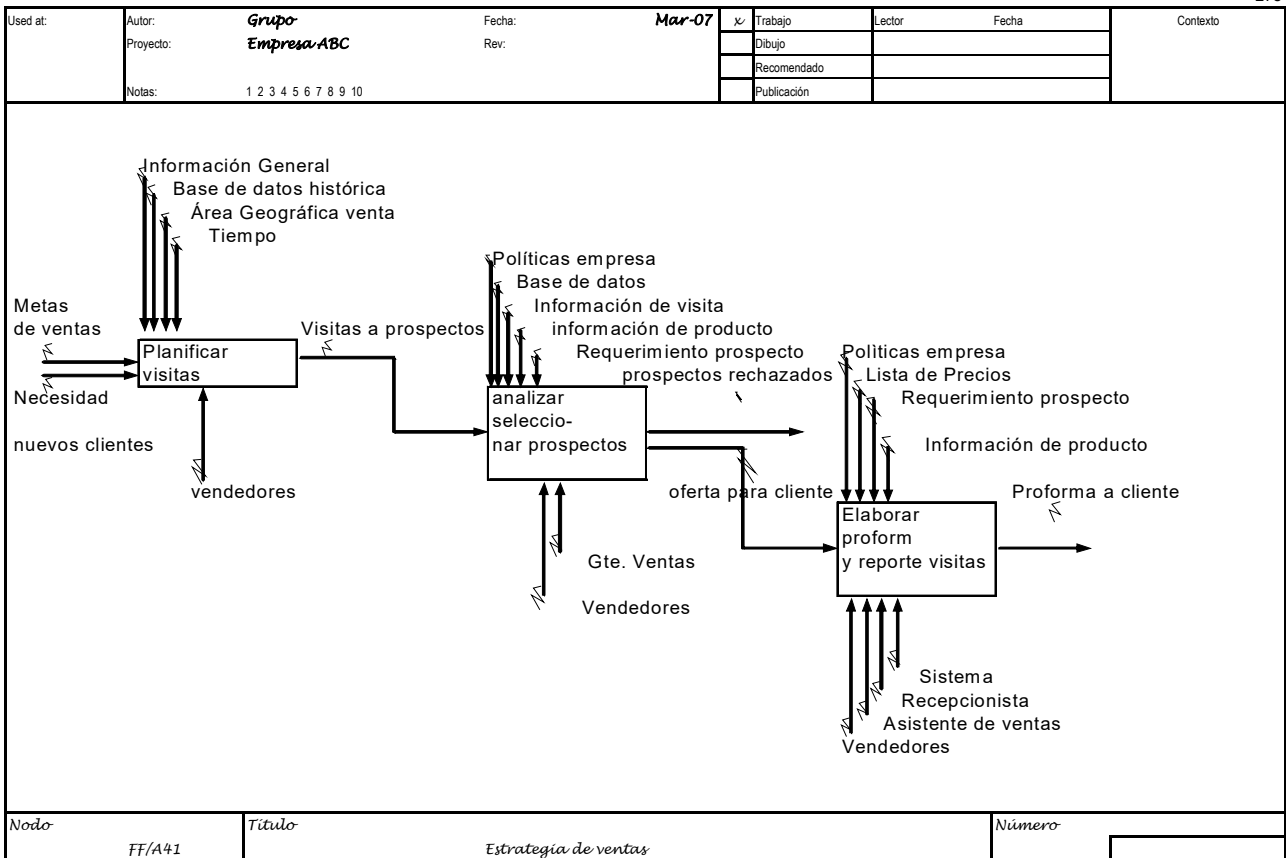 Used at:
Autor: Grupo Fecha: Mar-07 x Trabajo Lector Fecha Contexto
Proyecto: Empresa ABC Rev: Dibujo
Recomendado
Notas: 1 2 3 4 5 6 7 8 9 10 Publicación
Información General
Base de datos histórica
Área Geográfica venta
Tiempo
Metas
de ventas
Necesidad
nuevos clientes
Planificar
visitas
vendedores
Visitas a prospectos
Políticas empresa
Base de datos
Información de visita
información de producto
Requerimiento prospecto
prospectos rechazados
analizar
seleccio-
nar prospectos
oferta para cliente
Gte. Ventas
Vendedores
Polìticas empresa
Lista de Precios
Requerimiento prospecto
Información de producto
Proforma a cliente
Elaborar
proform
y reporte visitas
Sistema
Recepcionista
Asistente de ventas
Vendedores
Nodo Título Número
FF/A41 Estrategia de ventas